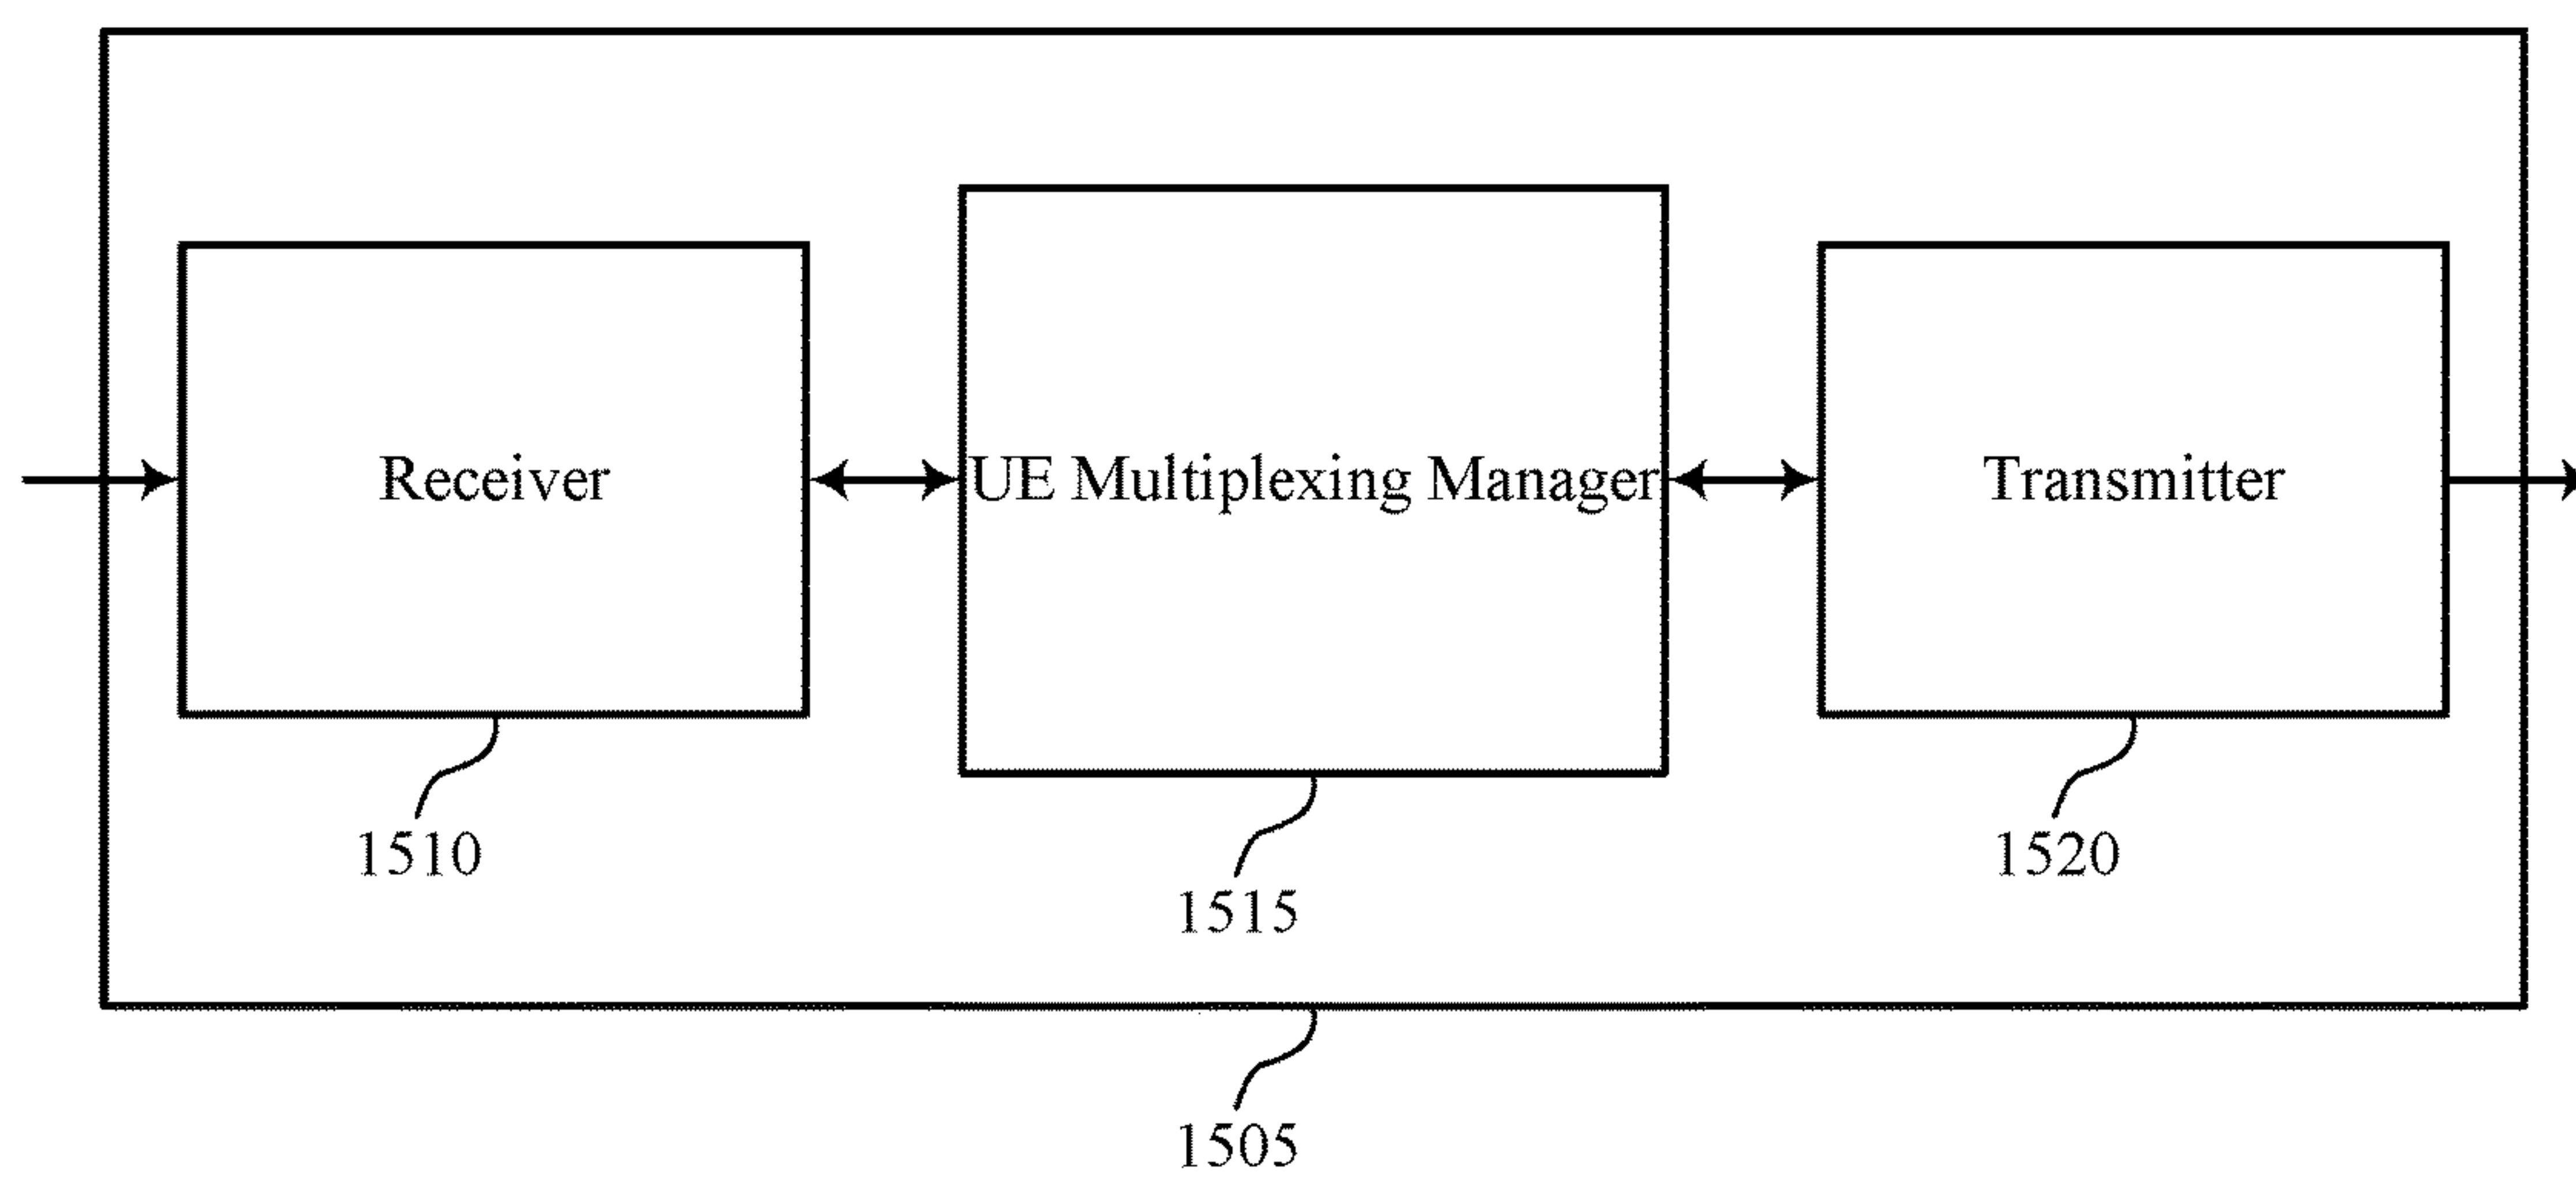 Receiver
UE Multiplexing Manager
Transmitter
1510
1515
1520
1505